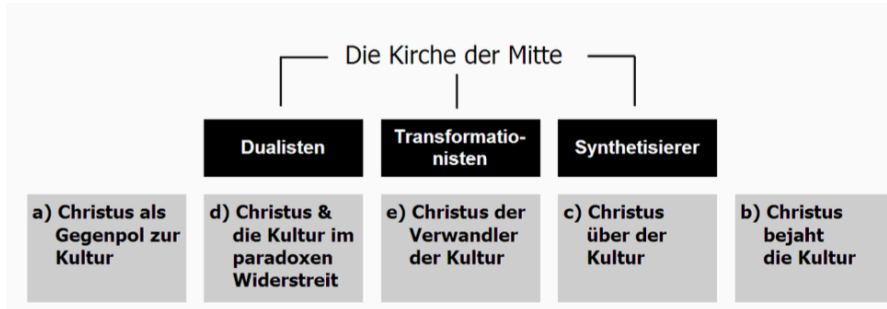 Die Kirche der Mitte
Dualisten
Transformatio-
nisten
Synthetisierer
a) Christus als
Gegenpol zur
Kultur
d) Christus &
die Kultur im
paradoxen
Widerstreit
e) Christus der
Verwandler
der Kultur
c) Christus
über der
Kultur
b) Christus
bejaht
die Kultur